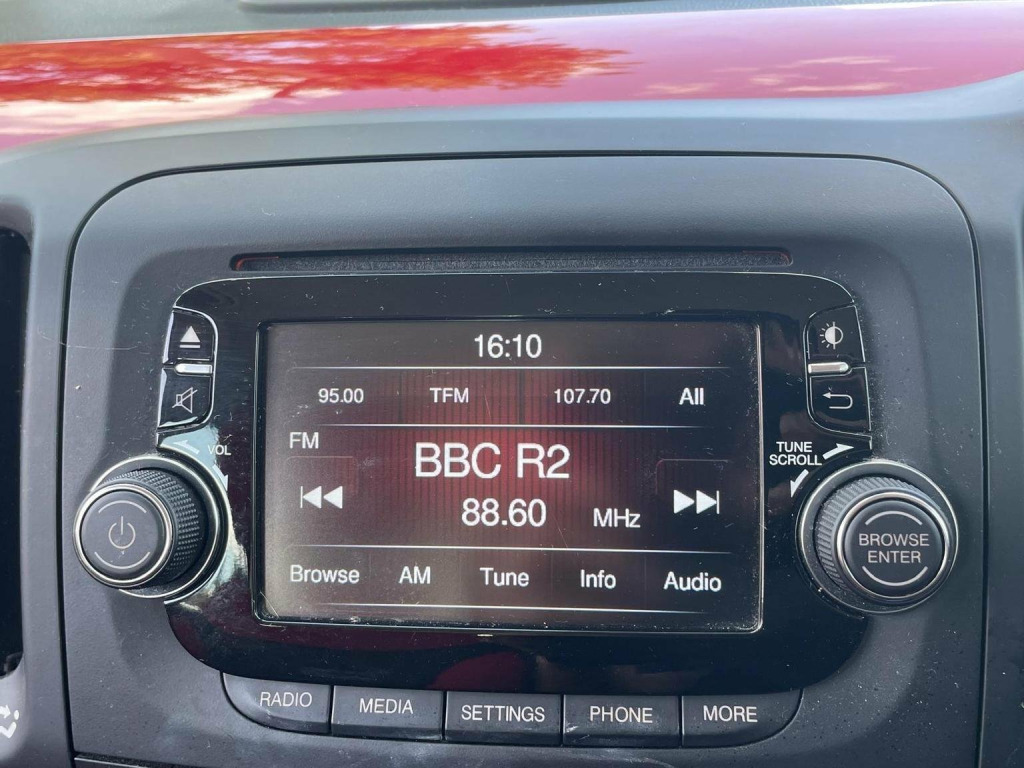 16:10
95.00 TFM 107.70 All
FM
BBC R2
88.60 MHz
Browse AM Tune Info Audio
VOL
TUNE
SCROLL
BROWSE
ENTER
RADIO MEDIA SETTINGS PHONE MORE